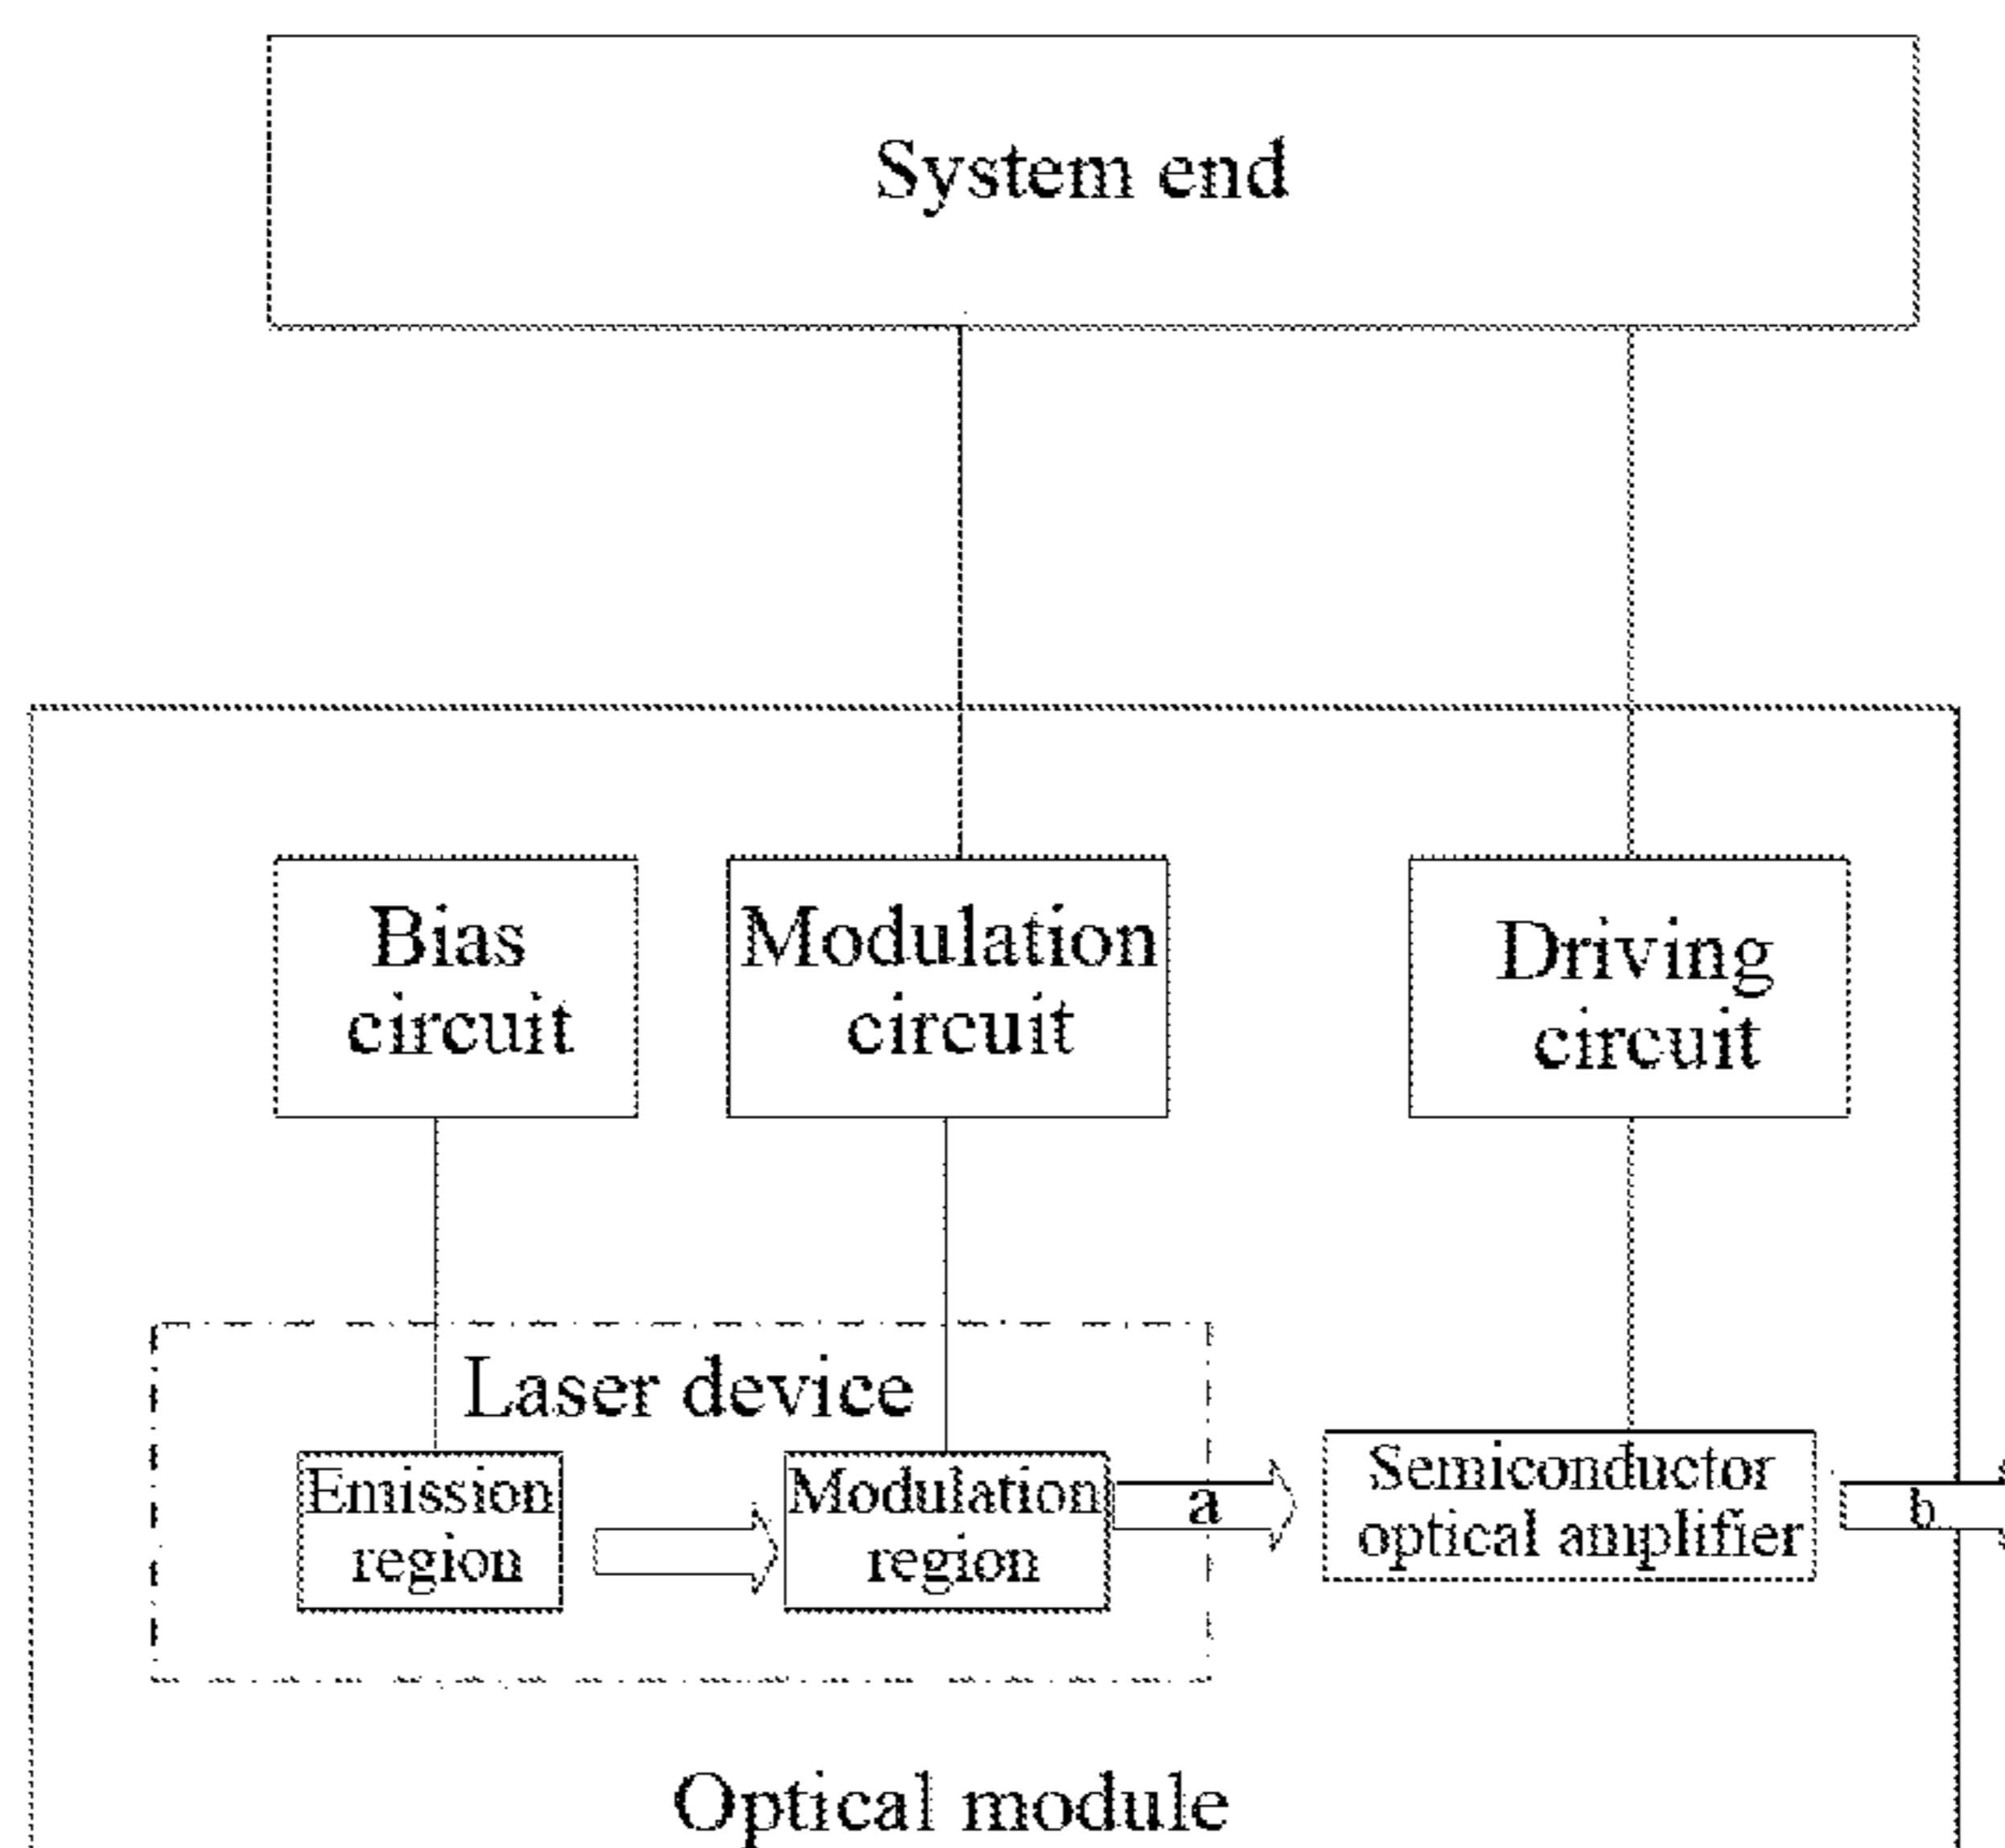 System end
Bias
circuit
Modulation
circuit
Driving
circuit
Laser device
Emission
region
Modulation
region
a
Semiconductor
optical amplifier
b
Optical module